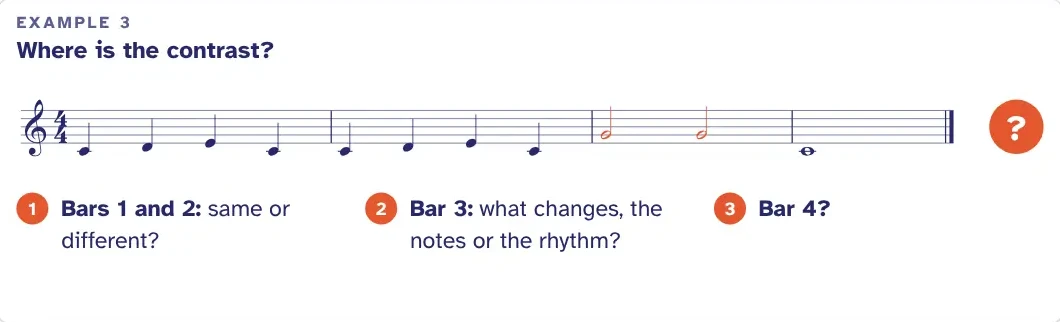 EXAMPLE 3
Where is the contrast?
4
4
?
1 Bars 1 and 2: same or
different?
2 Bar 3: what changes, the
notes or the rhythm?
3 Bar 4?